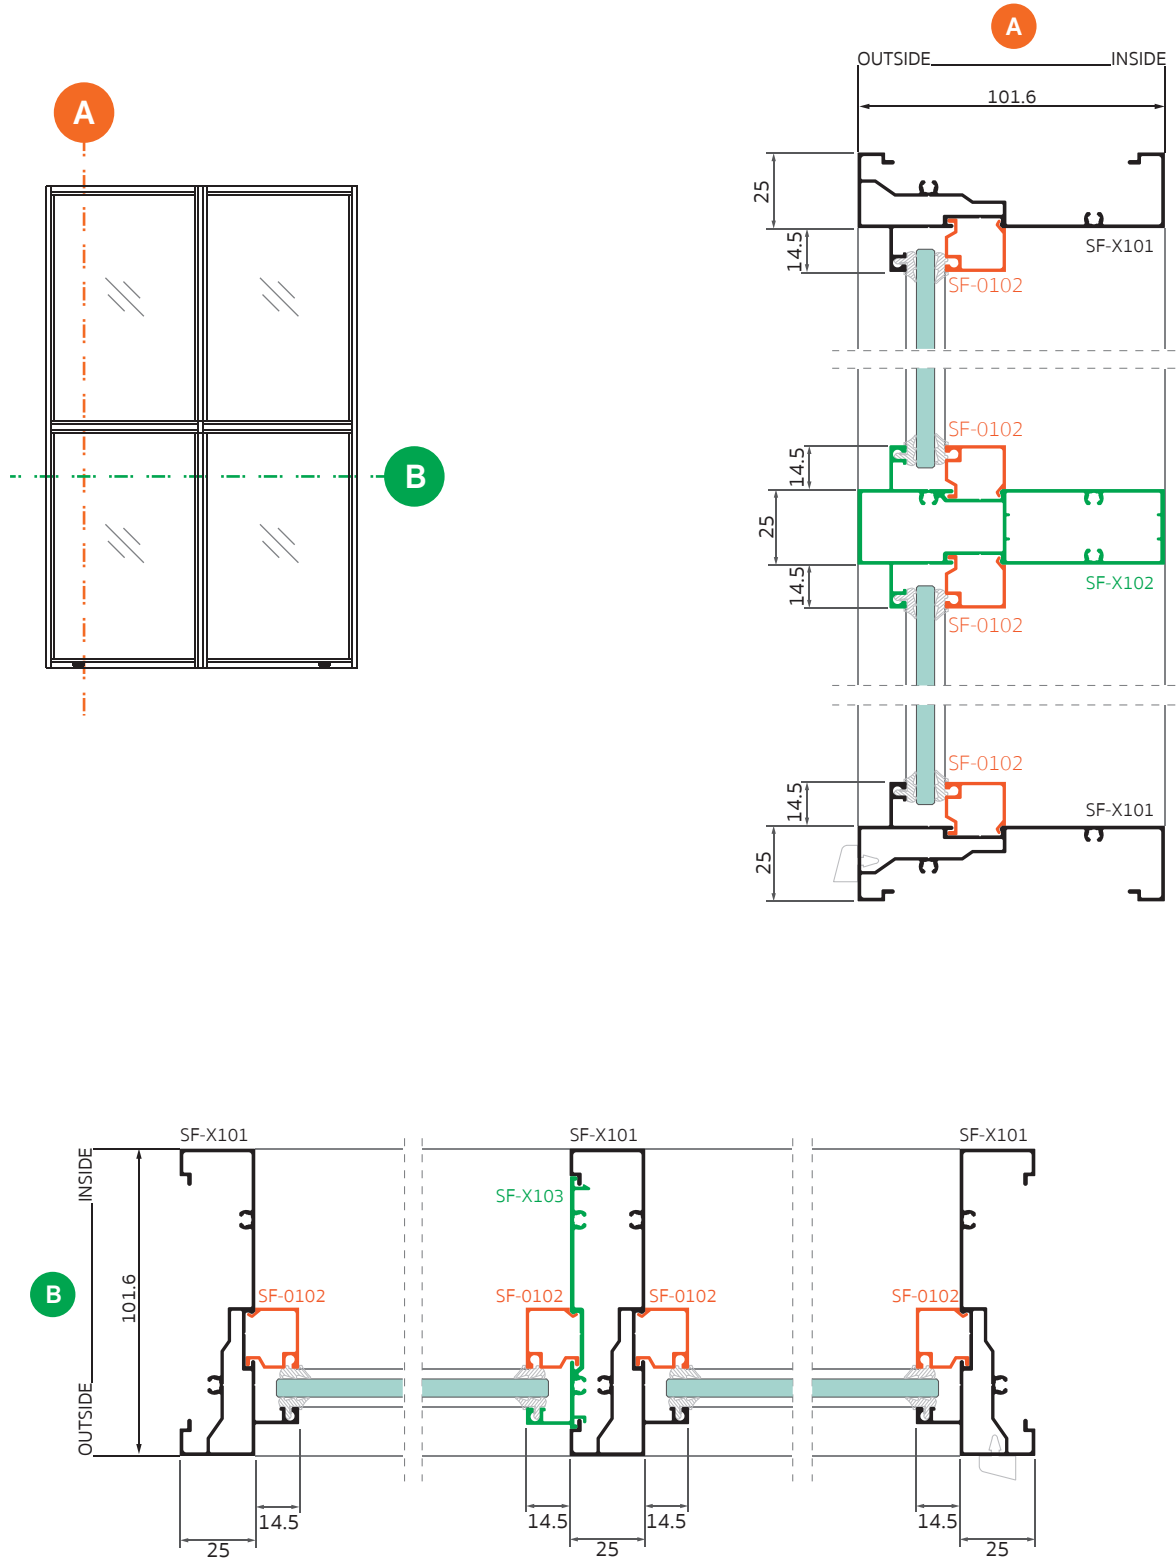 A
OUTSIDE INSIDE
101.6
A
25
14.5
SF-X101
SF-0102
SF-0102
14.5
B
25
SF-X102
14.5
SF-0102
SF-0102
14.5
SF-X101
25
SF-X101 SF-X101 SF-X101
INSIDE
SF-X103
B
101.6
SF-0102 SF-0102 SF-0102 SF-0102
OUTSIDE
14.5 14.5 14.5 14.5
25 25 25